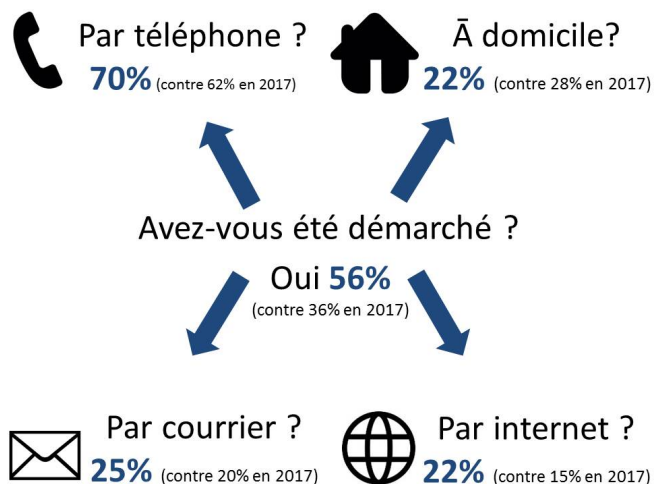 Par téléphone ?
70% (contre 62% en 2017)
Ā domicile?
22% (contre 28% en 2017)
Avez-vous été démarché ?
Oui 56%
(contre 36% en 2017)
Par courrier ?
25% (contre 20% en 2017)
Par internet ?
22% (contre 15% en 2017)